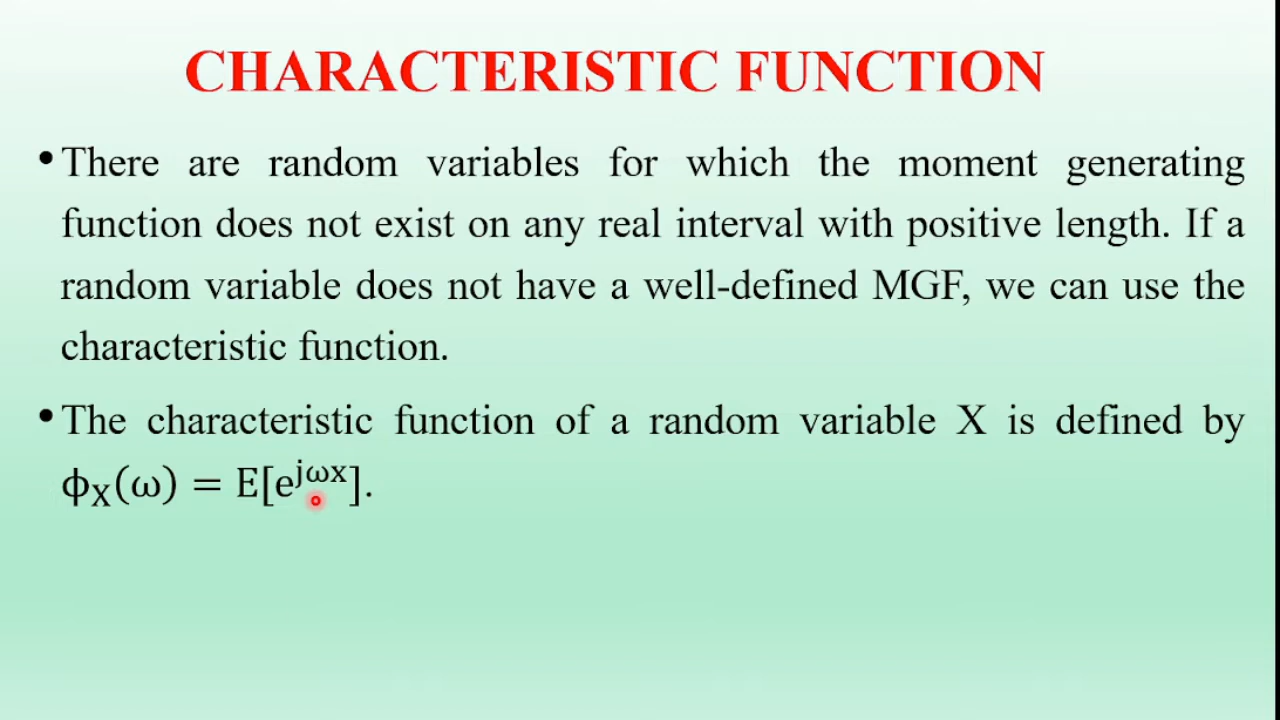 CHARACTERISTIC FUNCTION
• There are random variables for which the moment generating
function does not exist on any real interval with positive length. If a
random variable does not have a well-defined MGF, we can use the
characteristic function.
• The characteristic function of a random variable X is defined by
ϕ_X(ω) = E[e^{jωx}].